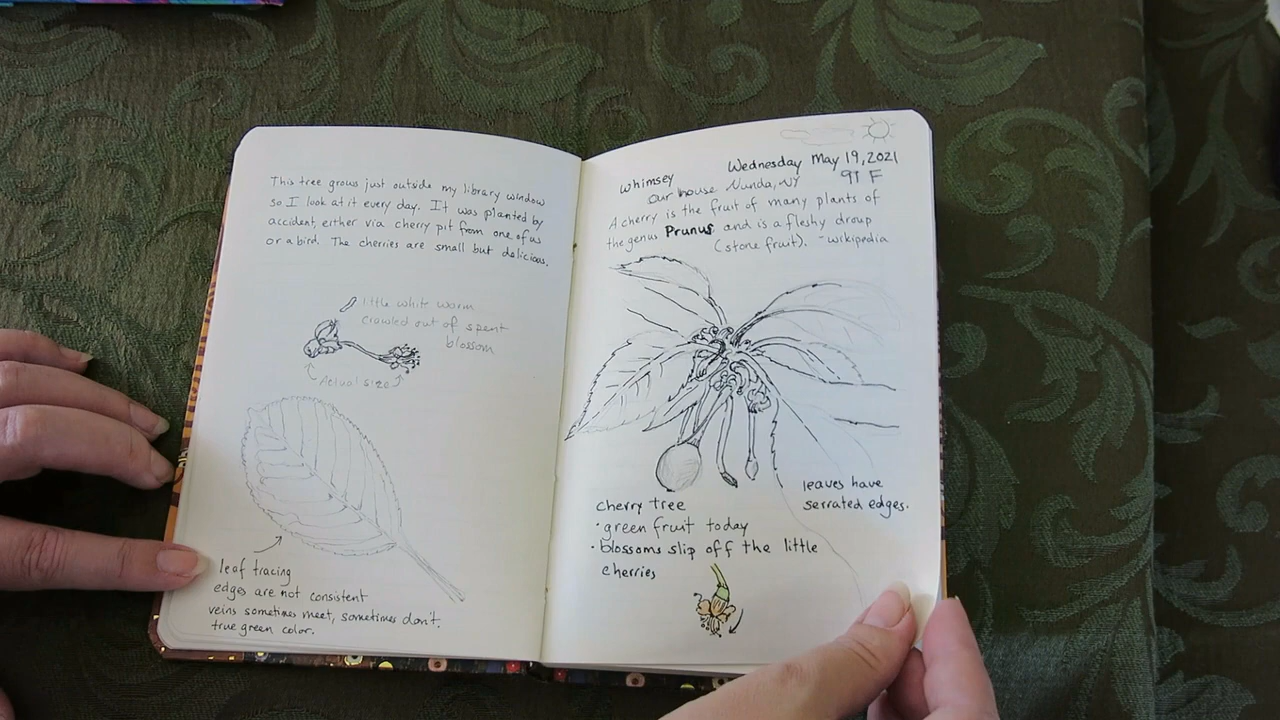 This tree grows just outside my library window
so I look at it every day. It was planted by
accident, either via cherry pit from one of us
or a bird. The cherries are small but delicious.
little white worm
crawled out of spent
blossom
Actual size
leaf tracing
edges are not consistent
veins sometimes meet, sometimes don't.
true green color.
Wednesday May 19, 2021
whimsey 91 F
our house Nunda, NY
A cherry is the fruit of many plants of
the genus Prunus and is a fleshy droup
(stone fruit). -wikipedia
leaves have
serrated edges.
cherry tree
• green fruit today
• blossoms slip off the little
cherries